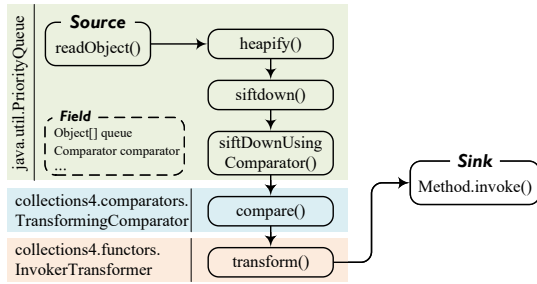 java.util.PriorityQueue
Source
readObject()
heapify()
siftdown()
Field
Object[] queue
Comparator comparator
...
siftDownUsing
Comparator()
collections4.comparators.
TransformingComparator
compare()
collections4.functors.
InvokerTransformer
transform()
Sink
Method.invoke()